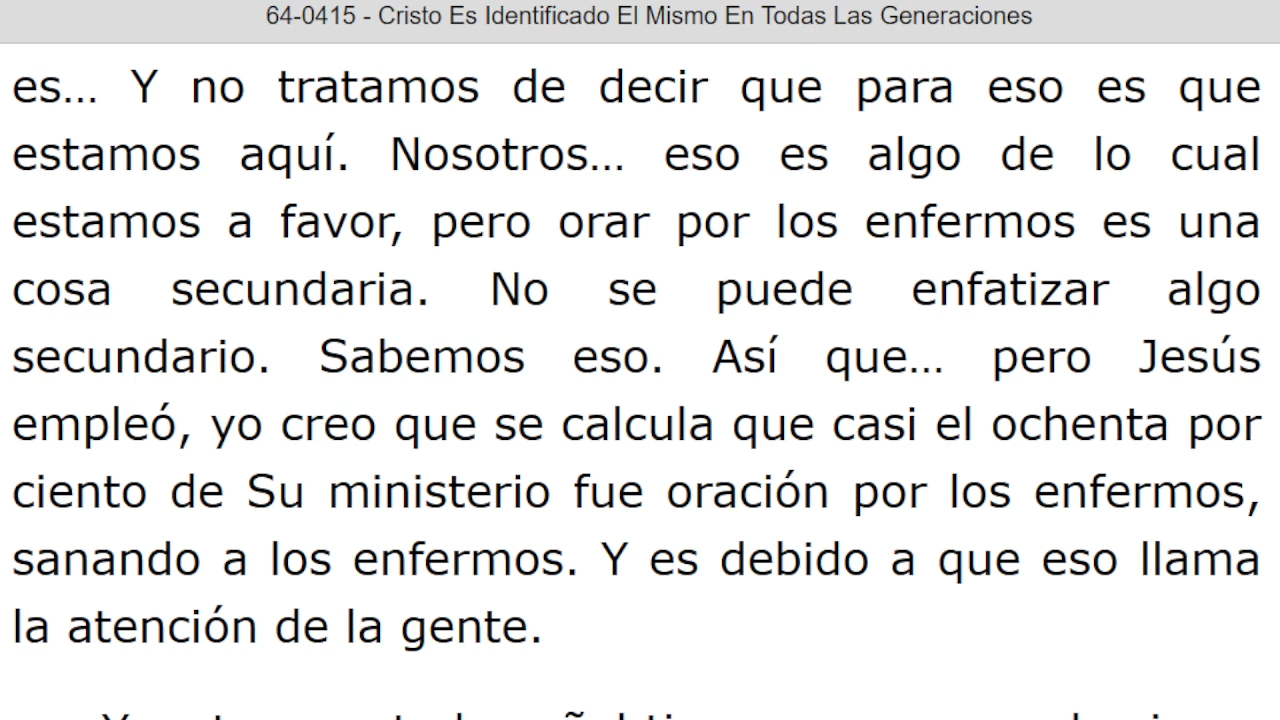 64-0415 - Cristo Es Identificado El Mismo En Todas Las Generaciones
es… Y no tratamos de decir que para eso es que
estamos aquí. Nosotros… eso es algo de lo cual
estamos a favor, pero orar por los enfermos es una
cosa secundaria. No se puede enfatizar algo
secundario. Sabemos eso. Así que… pero Jesús
empleó, yo creo que se calcula que casi el ochenta por
ciento de Su ministerio fue oración por los enfermos,
sanando a los enfermos. Y es debido a que eso llama
la atención de la gente.